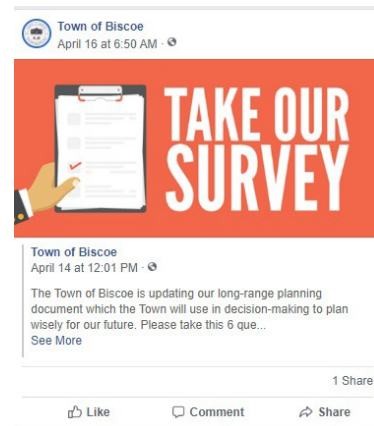 Town of Biscoe
April 16 at 6:50 AM ·
TAKE OUR
SURVEY
Town of Biscoe
April 14 at 12:01 PM ·
The Town of Biscoe is updating our long-range planning
document which the Town will use in decision-making to plan
wisely for our future. Please take this 6 que...
See More
1 Share
Like Comment Share